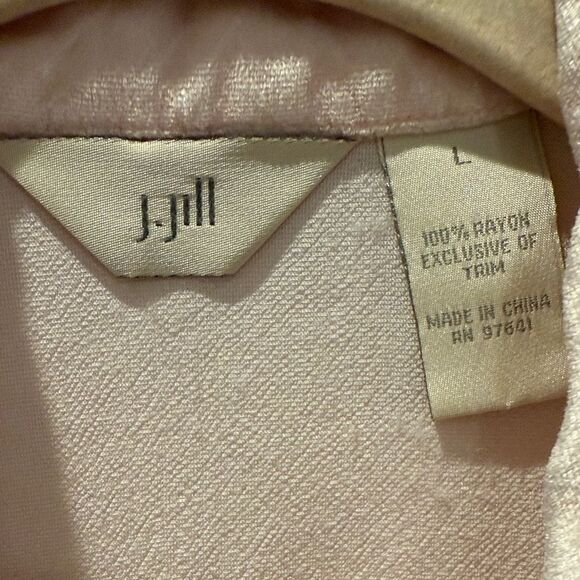 J.Jill
L
100% RAYON
EXCLUSIVE OF
TRIM
MADE IN CHINA
RN 97641